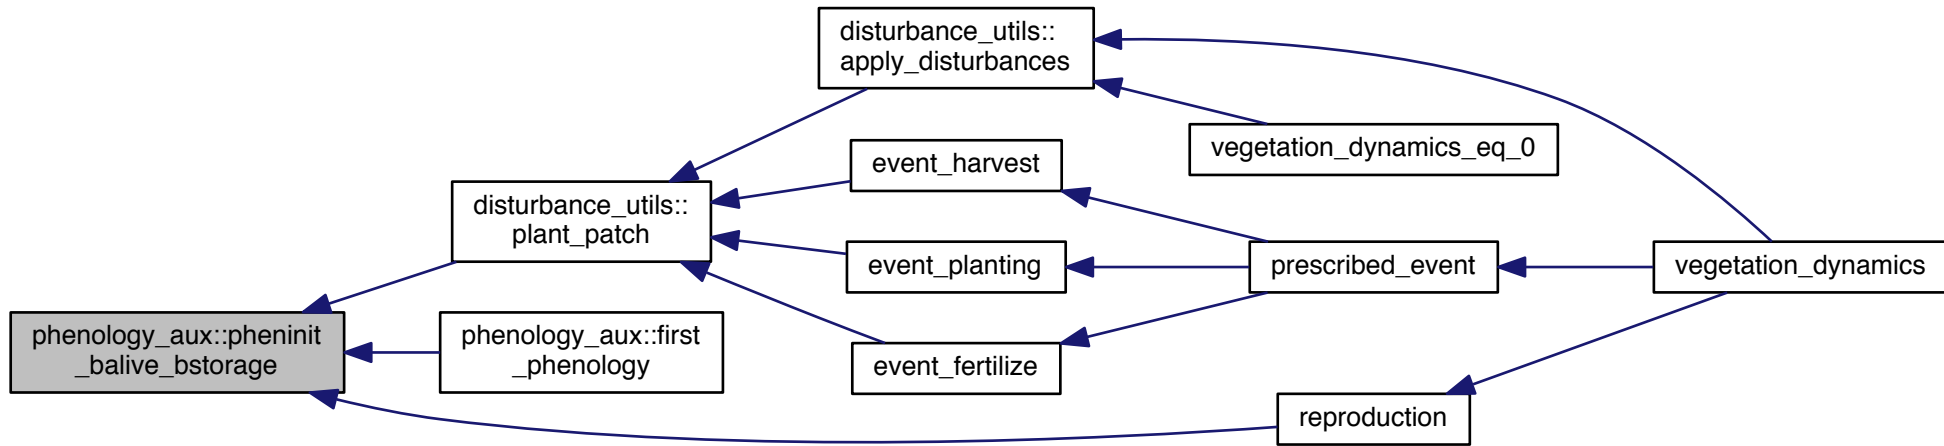 disturbance_utils::
apply_disturbances
vegetation_dynamics_eq_0
event_harvest
disturbance_utils::
plant_patch
event_planting
prescribed_event
vegetation_dynamics
phenology_aux::pheninit
_balive_bstorage
phenology_aux::first
_phenology
event_fertilize
reproduction